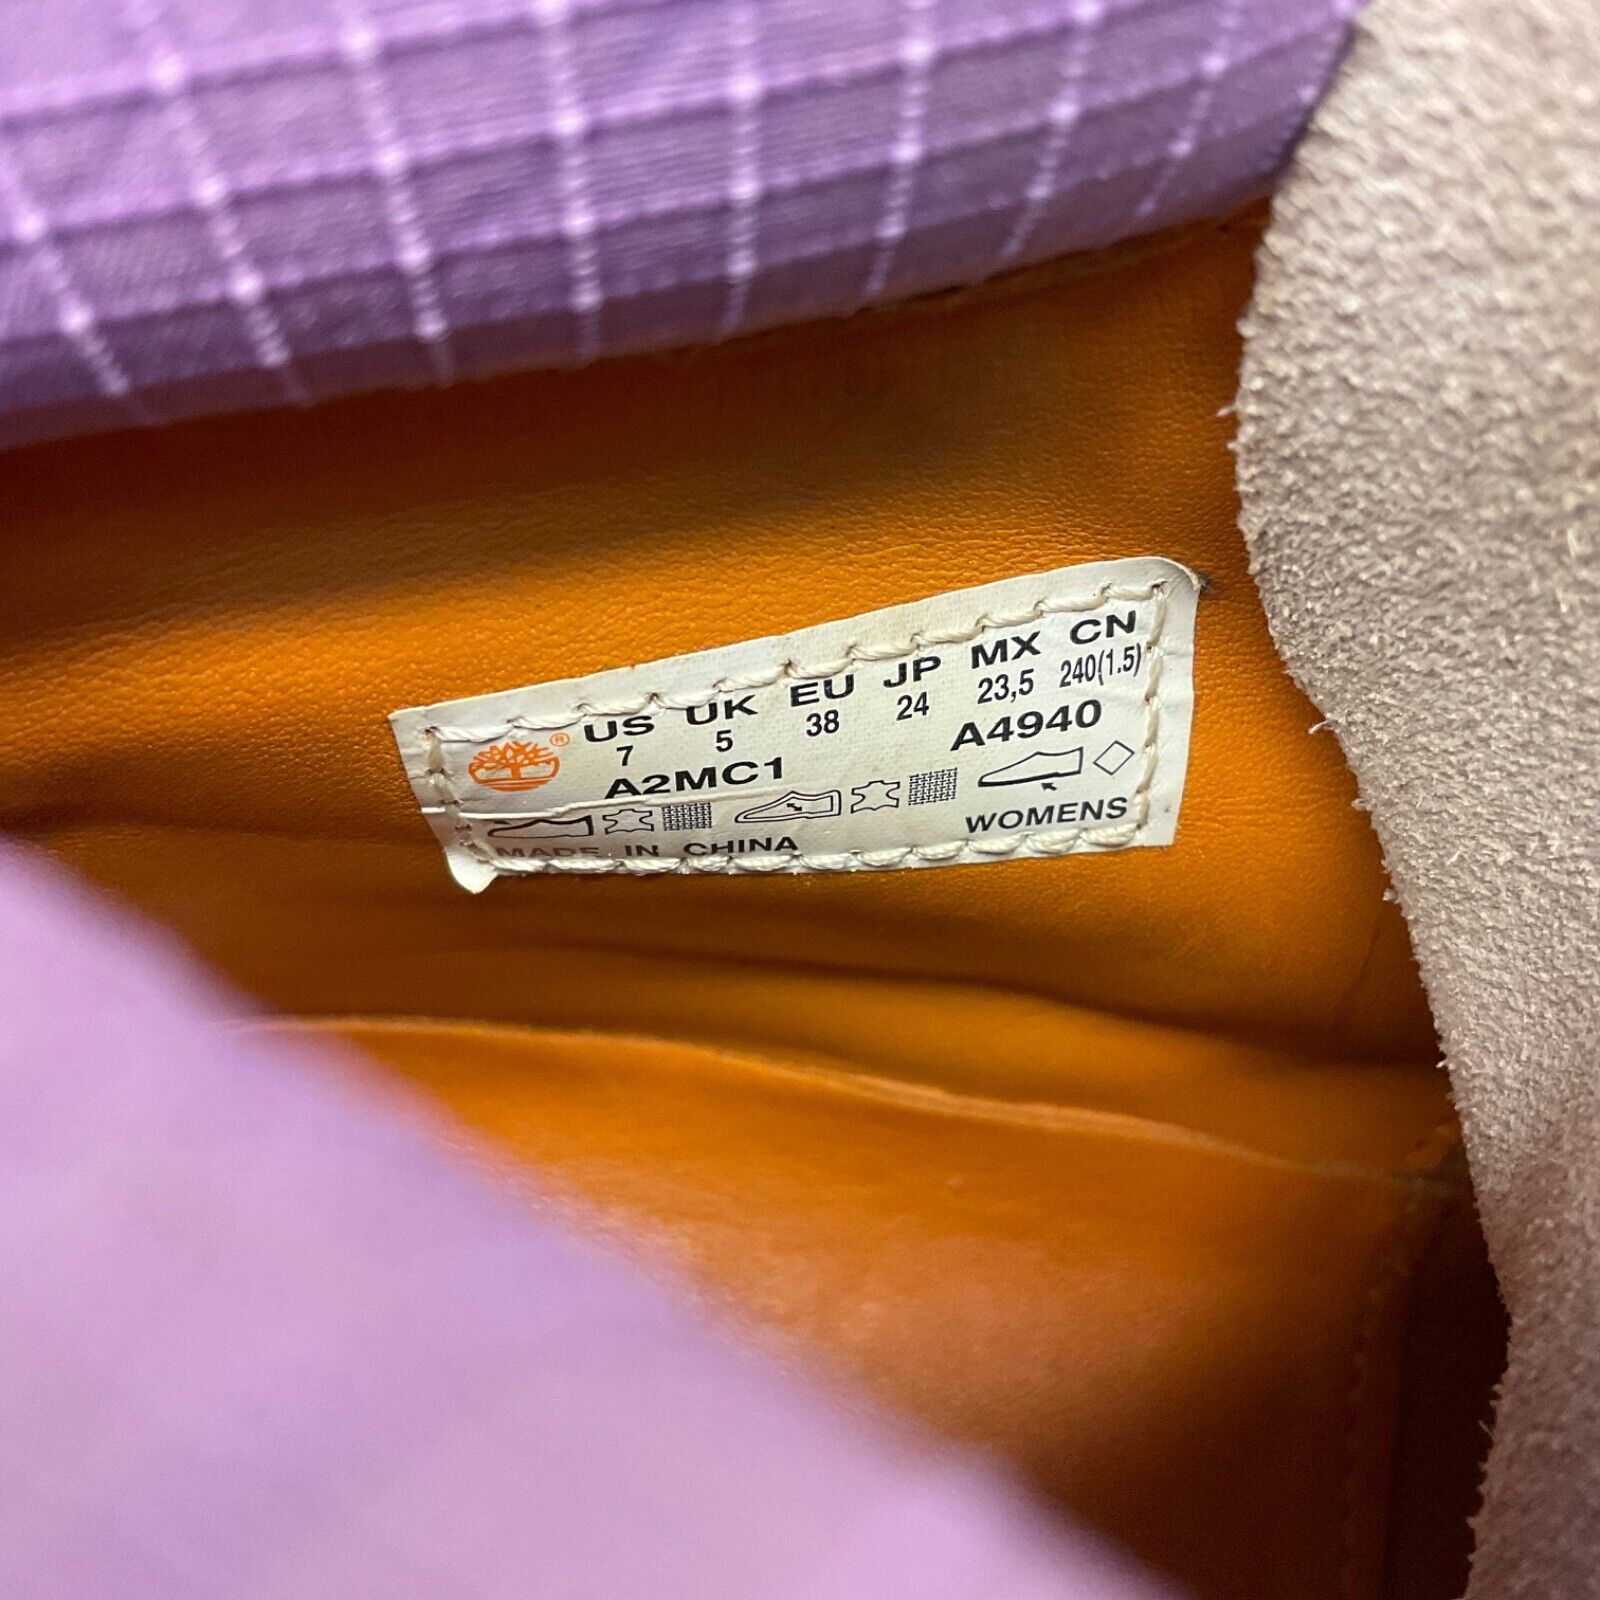 ® US UK EU JP MX CN
7 5 38 24 23,5 240(1.5)
A2MC1 A4940
MADE IN CHINA WOMENS